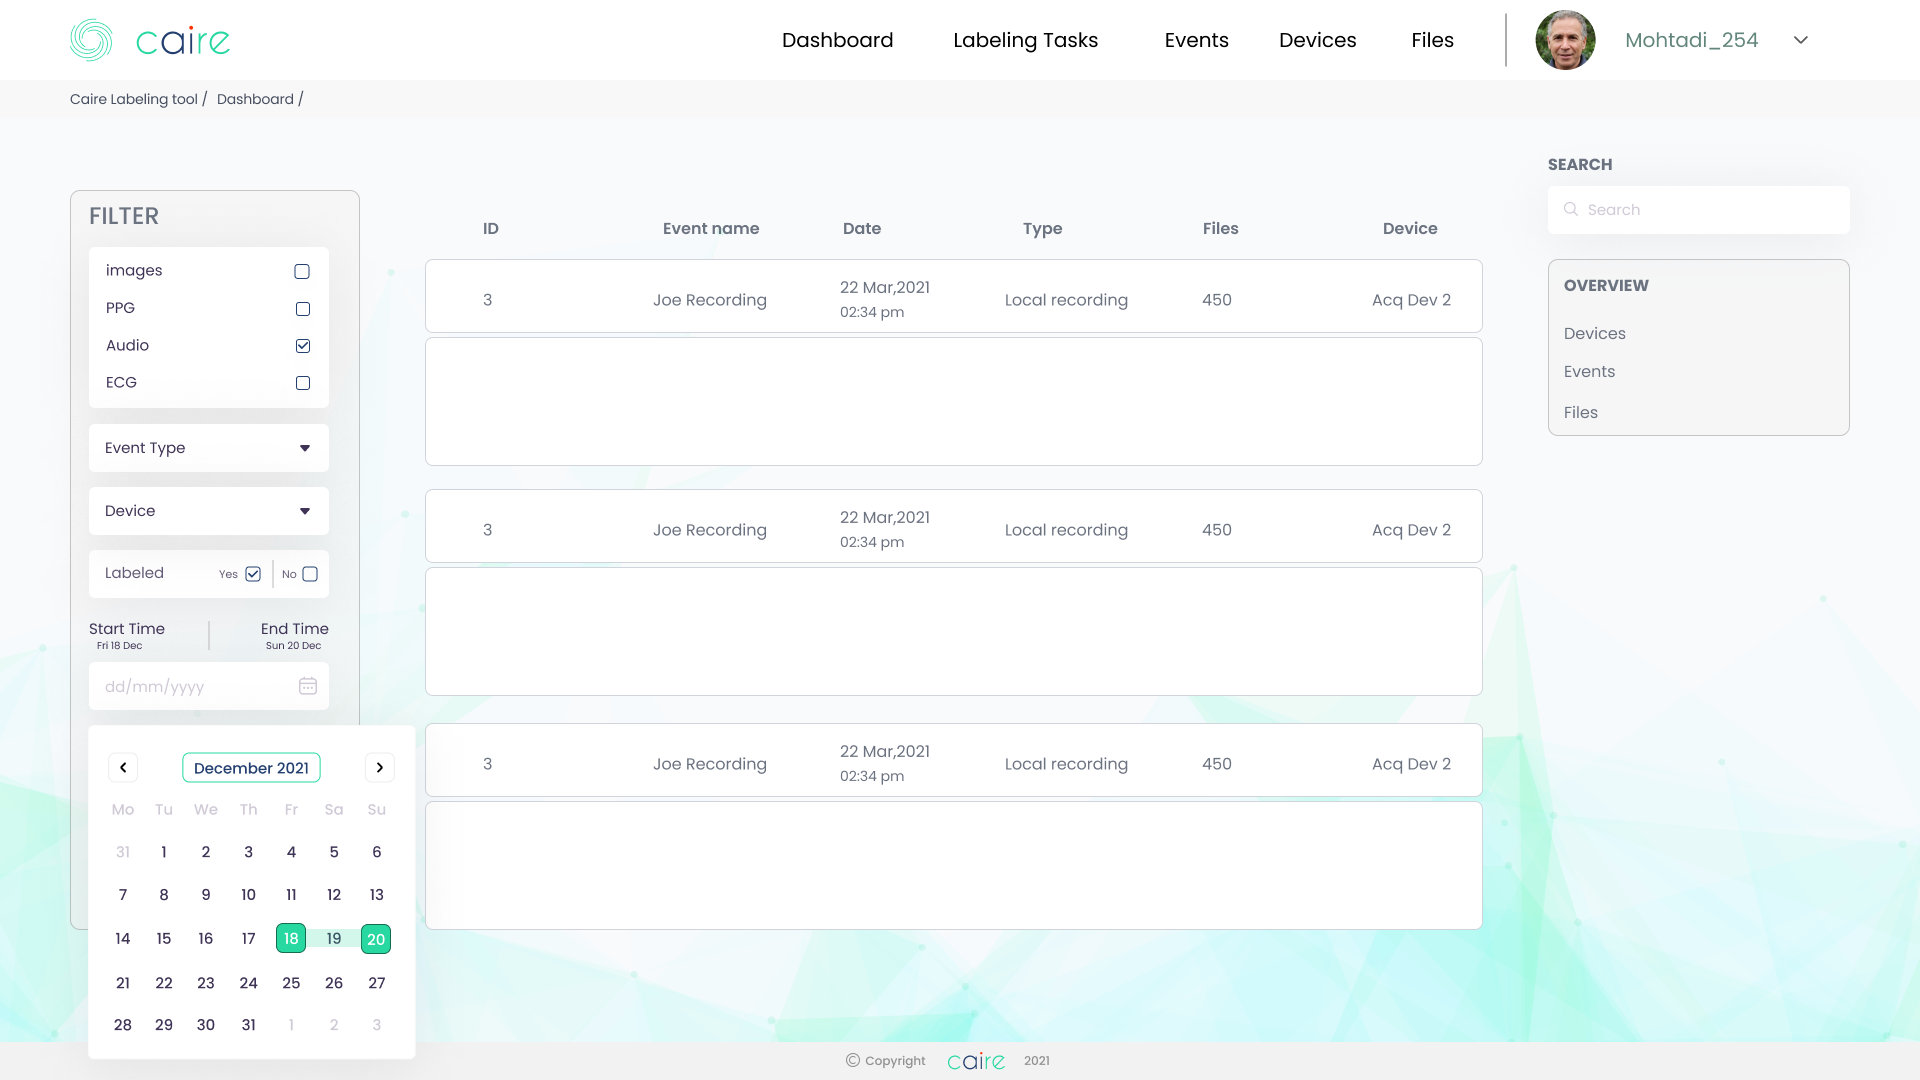 caire
Dashboard Labeling Tasks Events Devices Files Mohtadi_254
Caire Labeling tool / Dashboard /
FILTER
images
PPG
Audio
ECG
Event Type
Device
Labeled Yes No
Start Time End Time
Fri 18 Dec Sun 20 Dec
dd/mm/yyyy
December 2021
Mo Tu We Th Fr Sa Su
31 1 2 3 4 5 6
7 8 9 10 11 12 13
14 15 16 17 18 19 20
21 22 23 24 25 26 27
28 29 30 31 1 2 3
ID Event name Date Type Files Device
3 Joe Recording 22 Mar,2021 02:34 pm Local recording 450 Acq Dev 2
3 Joe Recording 22 Mar,2021 02:34 pm Local recording 450 Acq Dev 2
3 Joe Recording 22 Mar,2021 02:34 pm Local recording 450 Acq Dev 2
SEARCH
Search
OVERVIEW
Devices
Events
Files
© Copyright caire 2021